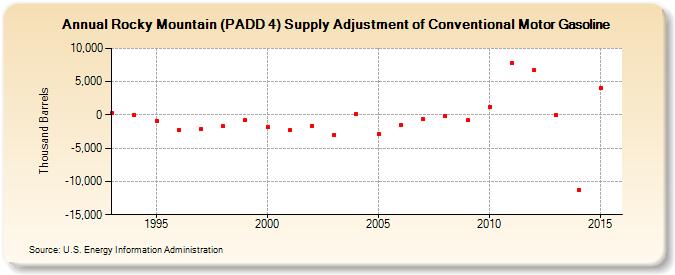 Annual Rocky Mountain (PADD 4) Supply Adjustment of Conventional Motor Gasoline
Thousand Barrels
10,000
5,000
0
-5,000
-10,000
-15,000
1995 2000 2005 2010 2015
Source: U.S. Energy Information Administration